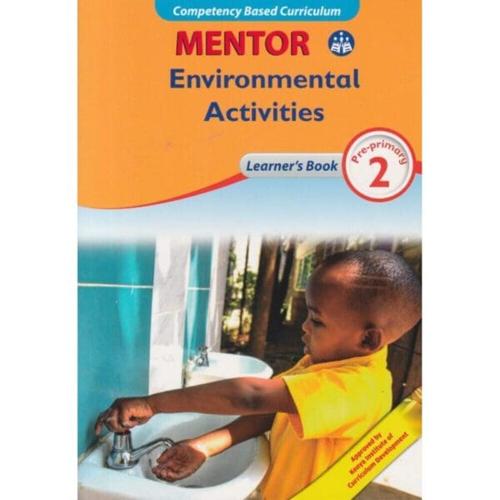 Competency Based Curriculum
MENTOR
Environmental
Activities
Learner's Book
Pre-primary
2
Approved by
Kenya Institute of
Curriculum Development